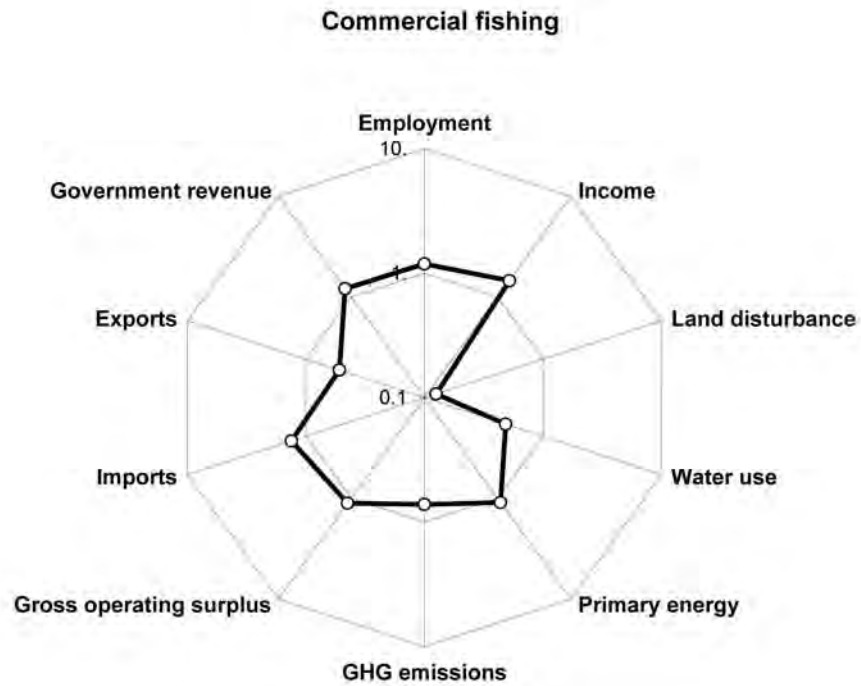 Commercial fishing
Employment
10.
Government revenue
Income
1.
Exports
Land disturbance
0.1
Imports
Water use
Gross operating surplus
Primary energy
GHG emissions